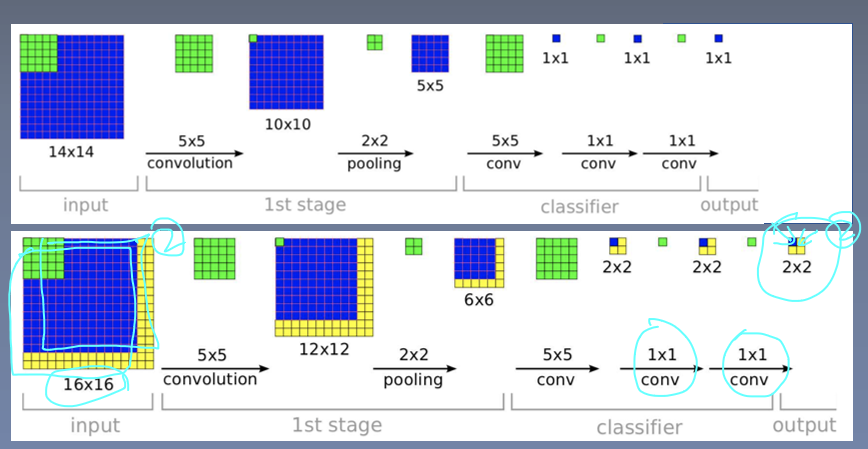 1x1 1x1 1x1
5x5
10x10
14x14
5x5 2x2 5x5 1x1 1x1
convolution pooling conv conv conv
input 1st stage classifier output
2
2
2x2 2x2 2x2
6x6
12x12
16x16
5x5 2x2 5x5 1x1 1x1
convolution pooling conv conv conv
input 1st stage classifier output